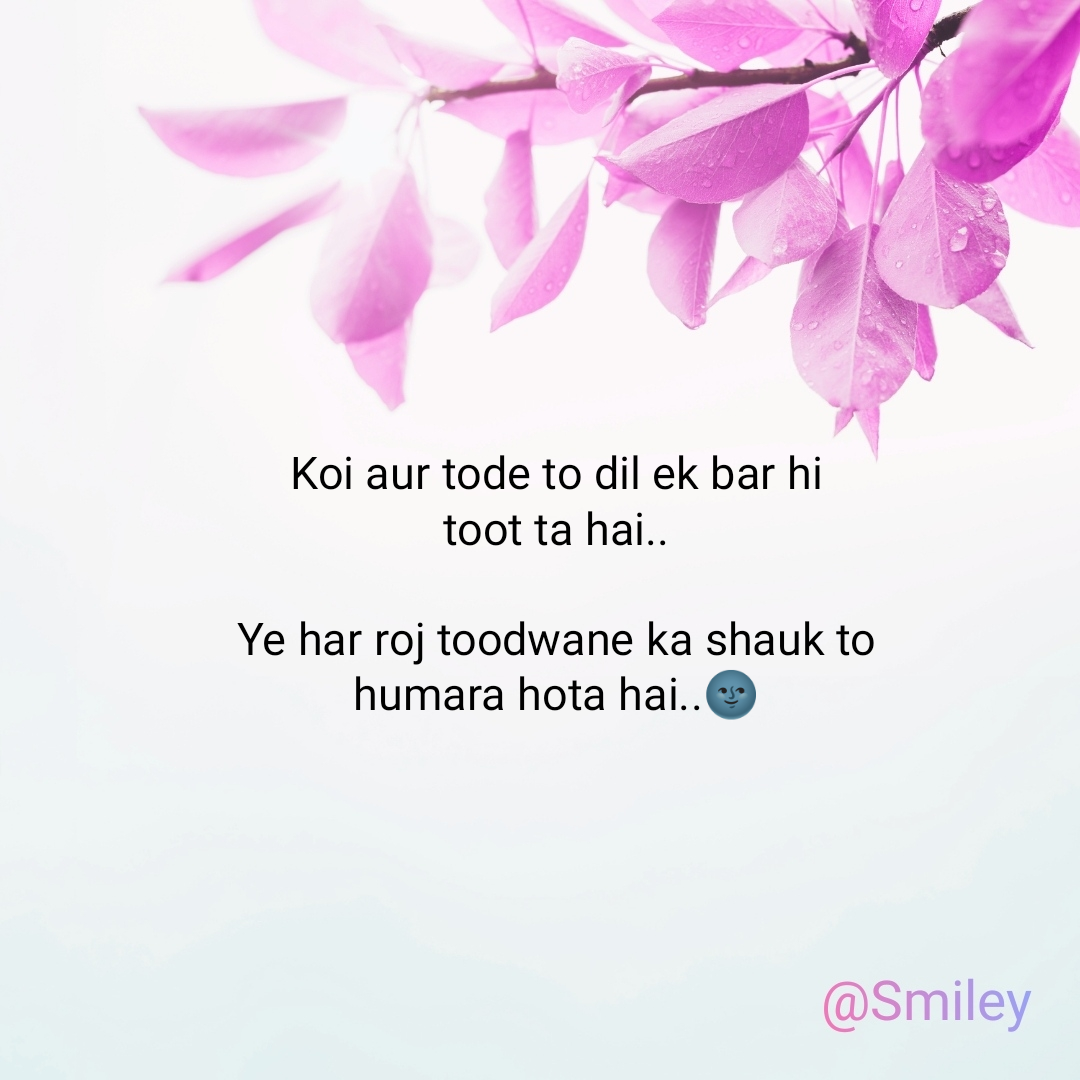 Koi aur tode to dil ek bar hi
toot ta hai..
Ye har roj toodwane ka shauk to
humara hota hai..🌚
@Smiley